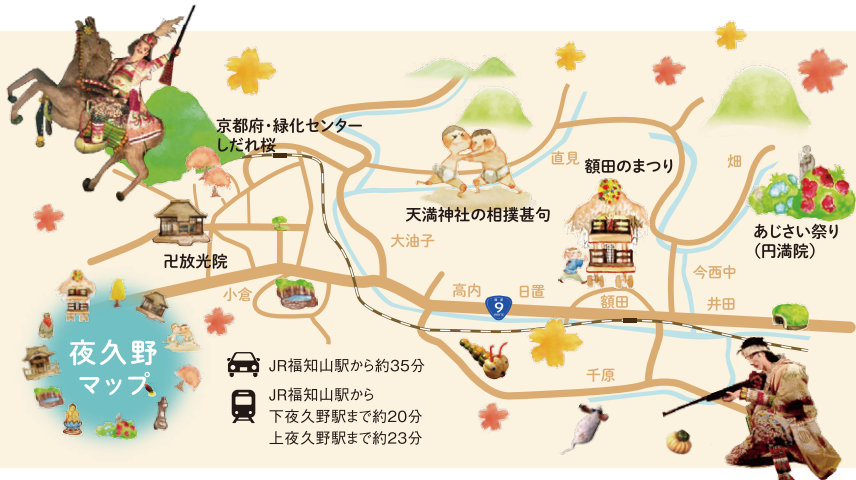 京都府・緑化センター
しだれ桜
直見
額田のまつり
畑
天満神社の相撲甚句
あじさい祭り
（円満院）
大油子
卍放光院
今西中
小倉
高内
日置
額田
井田
9
夜久野
マップ
JR福知山駅から約35分
千原
JR福知山駅から
下夜久野駅まで約20分
上夜久野駅まで約23分